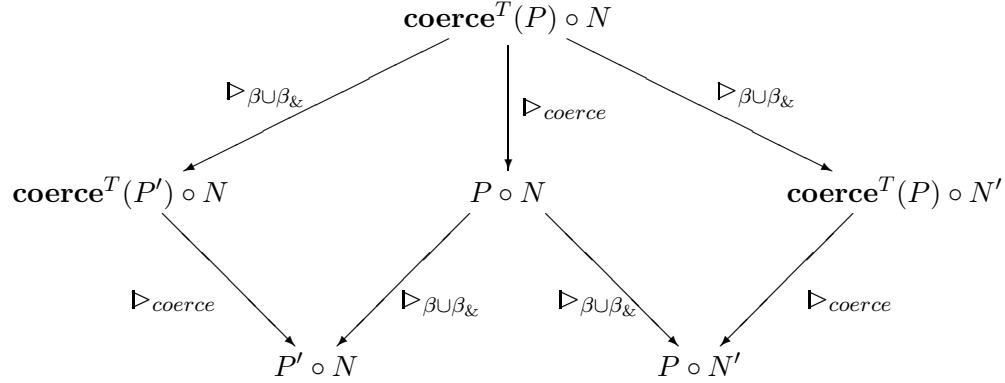 𝐜𝐨𝐞𝐫𝐜𝐞^T(P) ∘ N
▷_{β∪β_&} ▷_{β∪β_&}
▷_{coerce}
𝐜𝐨𝐞𝐫𝐜𝐞^T(P′) ∘ N P ∘ N 𝐜𝐨𝐞𝐫𝐜𝐞^T(P) ∘ N′
▷_{coerce} ▷_{β∪β_&} ▷_{β∪β_&} ▷_{coerce}
P′ ∘ N P ∘ N′